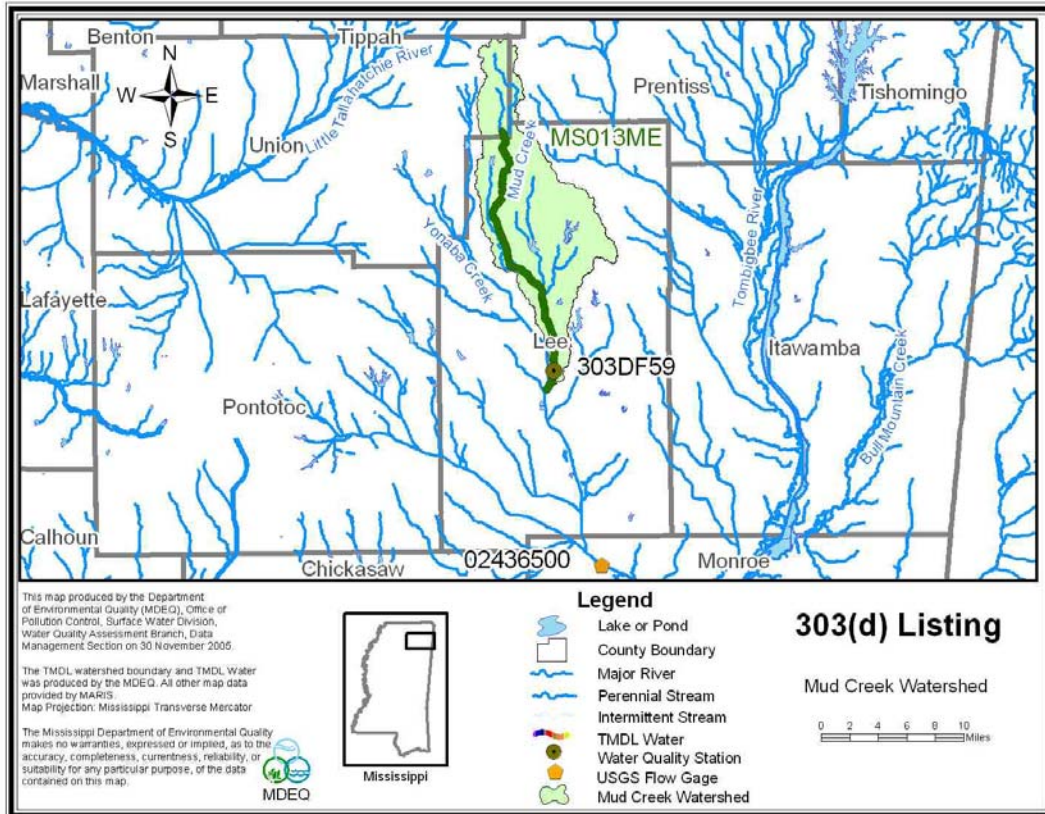 Benton
Tippah
Marshall
N
W E
S
Little Tallahatchie River
Union
Prentiss
Tishomingo
Mud Creek
MS013ME
Yonaba Creek
Tombigbee River
Lafayette
Lee
303DF59
Itawamba
Bull Mountain Creek
Pontotoc
Calhoun
Chickasaw
02436500
Monroe
This map produced by the Department
of Environmental Quality (MDEQ), Office of
Pollution Control, Surface Water Division,
Water Quality Assessment Branch, Data
Management Section on 30 November 2005.
The TMDL watershed boundary and TMDL Water
was produced by the MDEQ. All other map data
provided by MARIS.
Map Projection: Mississippi Transverse Mercator
The Mississippi Department of Environmental Quality
makes no warranties, expressed or implied, as to the
accuracy, completeness, currentness, reliability, or
suitability for any particular purpose, of the data
contained on this map.
MDEQ
Mississippi
Legend
Lake or Pond
County Boundary
Major River
Perennial Stream
Intermittent Stream
TMDL Water
Water Quality Station
USGS Flow Gage
Mud Creek Watershed
303(d) Listing
Mud Creek Watershed
0 2 4 6 8 10
Miles